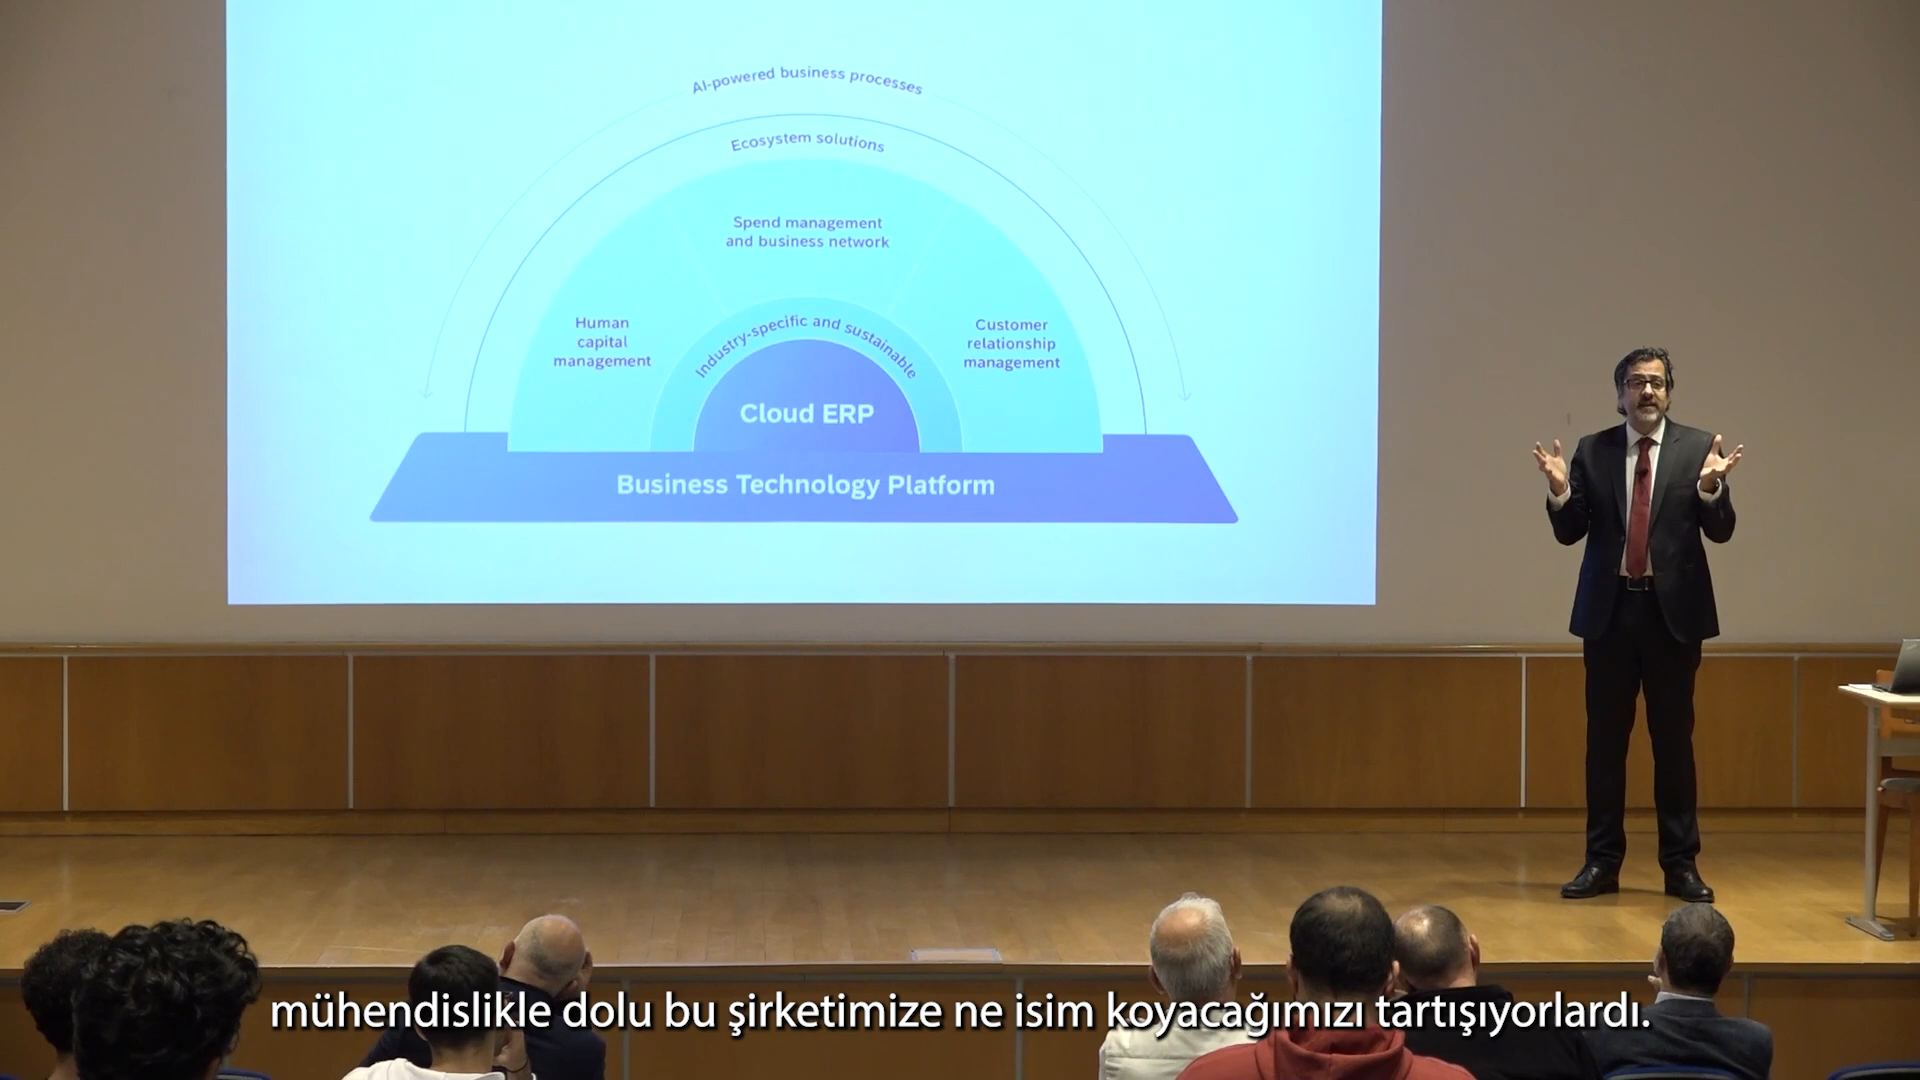 AI-powered business processes
Ecosystem solutions
Spend management
and business network
Human
capital
management
Industry-specific and sustainable
Customer
relationship
management
Cloud ERP
Business Technology Platform
mühendislikle dolu bu şirketimize ne isim koyacağımızı tartışıyorlardı.